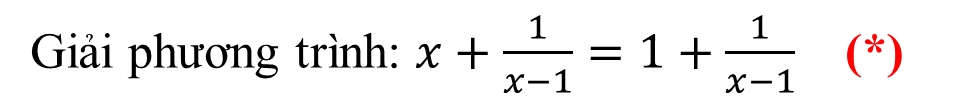 Giải phương trình: x + 1/(x−1) = 1 + 1/(x−1) (*)